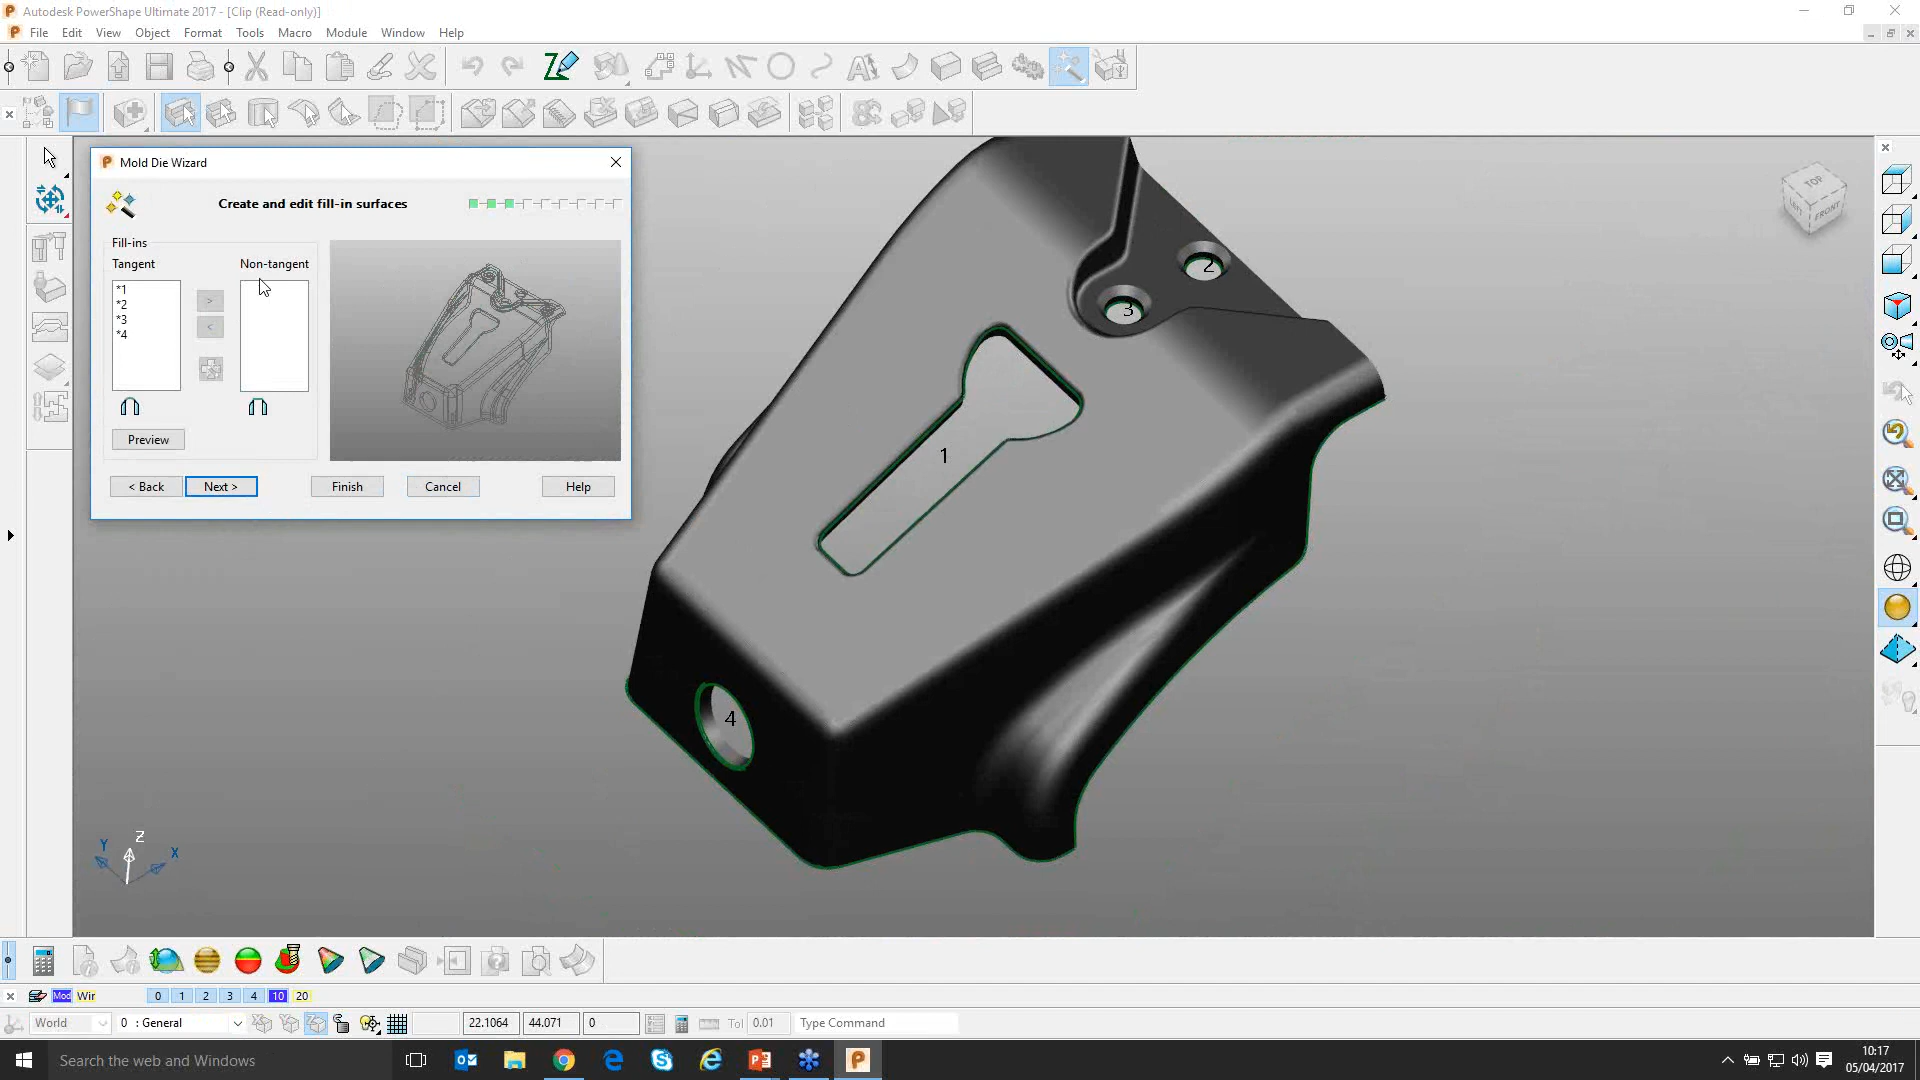 Autodesk PowerShape Ultimate 2017 - [Clip (Read-only)]
File Edit View Object Format Tools Macro Module Window Help
Mold Die Wizard
Create and edit fill-in surfaces
Fill-ins
Tangent Non-tangent
*1
*2
*3
*4
>
<
Preview
< Back Next > Finish Cancel Help
2
3
1
4
TOP
LEFT FRONT
Z
Y X
Mod Wir 0 1 2 3 4 10 20
World 0 : General 22.1064 44.071 0 Tol 0.01 Type Command
Search the web and Windows
10:17
05/04/2017